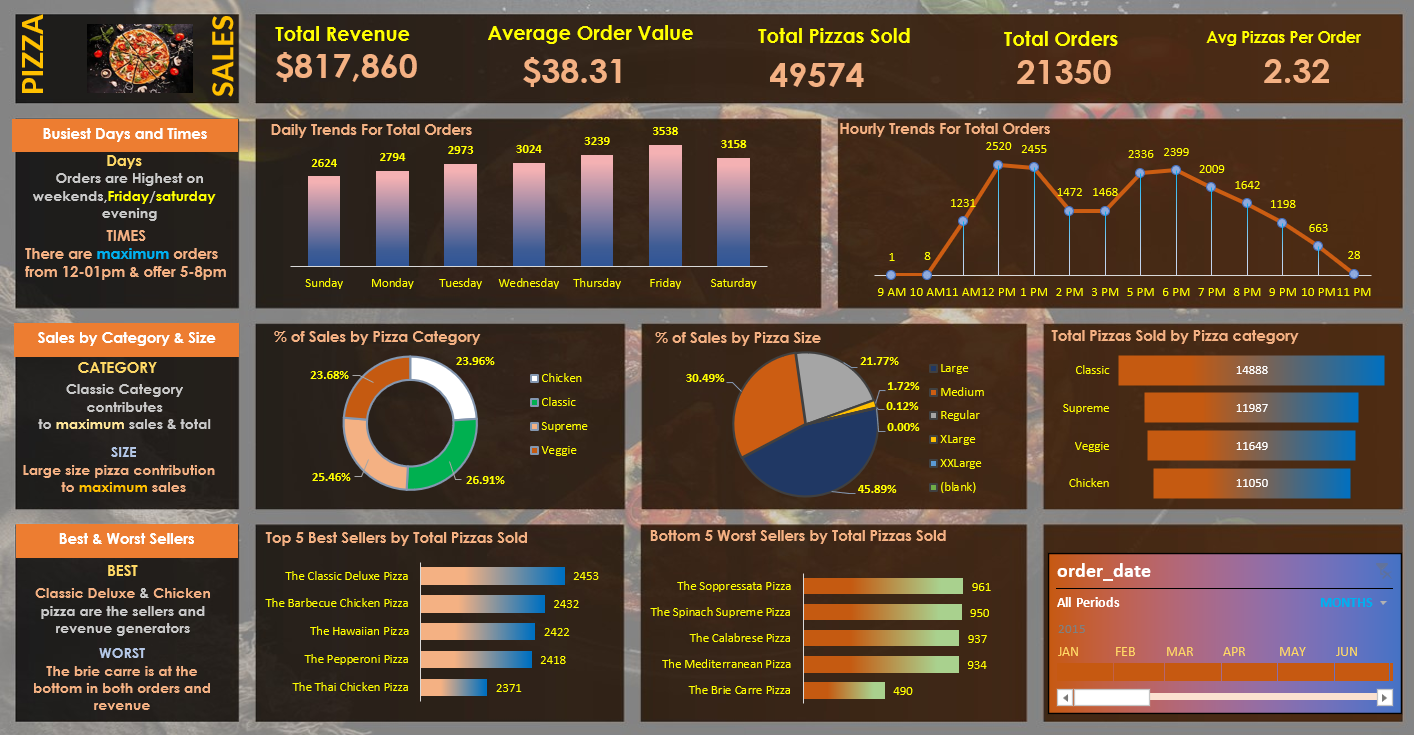 PIZZA
SALES
Total Revenue
$817,860
Average Order Value
$38.31
Total Pizzas Sold
49574
Total Orders
21350
Avg Pizzas Per Order
2.32
Busiest Days and Times
Days
Orders are Highest on
weekends,Friday/saturday
evening
TIMES
There are maximum orders
from 12-01pm & offer 5-8pm
Daily Trends For Total Orders
2624
2794
2973
3024
3239
3538
3158
Sunday
Monday
Tuesday
Wednesday
Thursday
Friday
Saturday
Hourly Trends For Total Orders
1
8
1231
2520
2455
1472
1468
2336
2399
2009
1642
1198
663
28
9 AM
10 AM
11 AM
12 PM
1 PM
2 PM
3 PM
5 PM
6 PM
7 PM
8 PM
9 PM
10 PM
11 PM
Sales by Category & Size
CATEGORY
Classic Category
contributes
to maximum sales & total
SIZE
Large size pizza contribution
to maximum sales
% of Sales by Pizza Category
23.96%
23.68%
25.46%
26.91%
Chicken
Classic
Supreme
Veggie
% of Sales by Pizza Size
21.77%
30.49%
1.72%
0.12%
0.00%
45.89%
Large
Medium
Regular
XLarge
XXLarge
(blank)
Total Pizzas Sold by Pizza category
Classic 14888
Supreme 11987
Veggie 11649
Chicken 11050
Best & Worst Sellers
BEST
Classic Deluxe & Chicken
pizza are the sellers and
revenue generators
WORST
The brie carre is at the
bottom in both orders and
revenue
Top 5 Best Sellers by Total Pizzas Sold
The Classic Deluxe Pizza 2453
The Barbecue Chicken Pizza 2432
The Hawaiian Pizza 2422
The Pepperoni Pizza 2418
The Thai Chicken Pizza 2371
Bottom 5 Worst Sellers by Total Pizzas Sold
The Soppressata Pizza 961
The Spinach Supreme Pizza 950
The Calabrese Pizza 937
The Mediterranean Pizza 934
The Brie Carre Pizza 490
order_date
All Periods
MONTHS
2015
JAN
FEB
MAR
APR
MAY
JUN